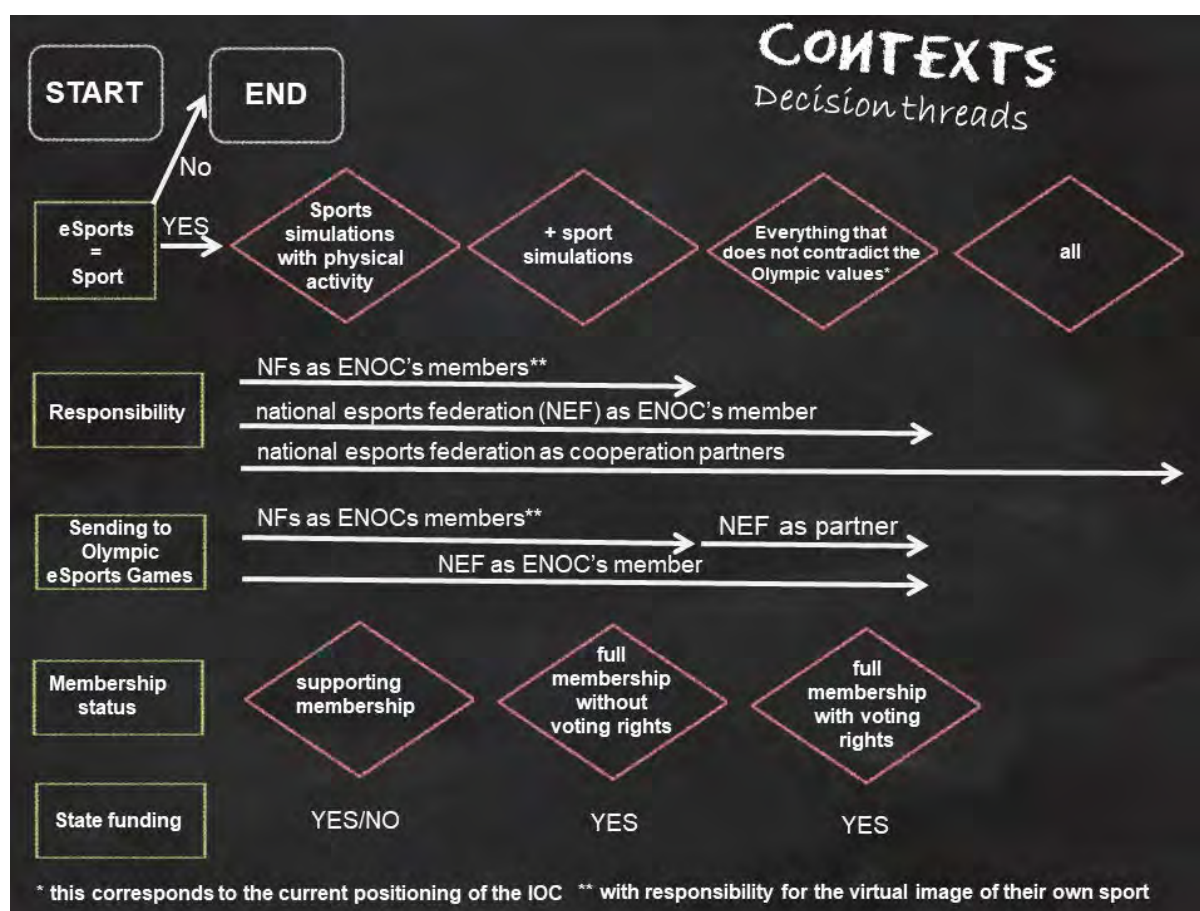 CONTEXTS
Decision threads
START
END
No
YES
eSports
=
Sport
Sports
simulations
with physical
activity
+ sport
simulations
Everything that
does not contradict the
Olympic values*
all
Responsibility
NFs as ENOC's members**
national esports federation (NEF) as ENOC's member
national esports federation as cooperation partners
Sending to
Olympic
eSports Games
NFs as ENOCs members**
NEF as partner
NEF as ENOC's member
Membership
status
supporting
membership
full
membership
without
voting rights
full
membership
with voting
rights
State funding
YES/NO
YES
YES
* this corresponds to the current positioning of the IOC ** with responsibility for the virtual image of their own sport